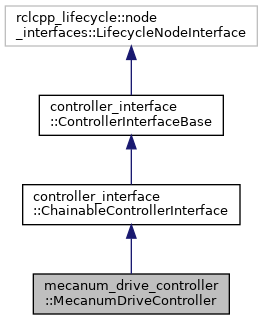 rclcpp_lifecycle::node
_interfaces::LifecycleNodeInterface
controller_interface
::ControllerInterfaceBase
controller_interface
::ChainableControllerInterface
mecanum_drive_controller
::MecanumDriveController